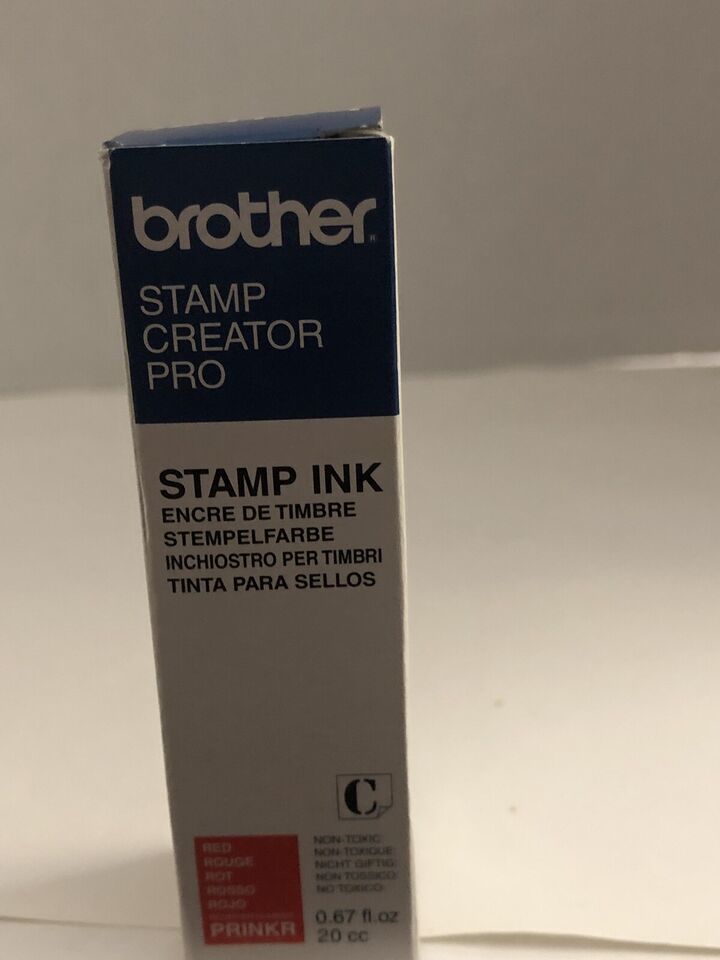 brother
STAMP
CREATOR
PRO
STAMP INK
ENCRE DE TIMBRE
STEMPELFARBE
INCHIOSTRO PER TIMBRI
TINTA PARA SELLOS
C
RED
ROUGE
ROT
ROSSO
ROJO
PRINKR
NON-TOXIC
NON-TOXIQUE
NICHT GIFTIG
NON TOSSICO
NO TOXICO
0.67 fl.oz
20 cc